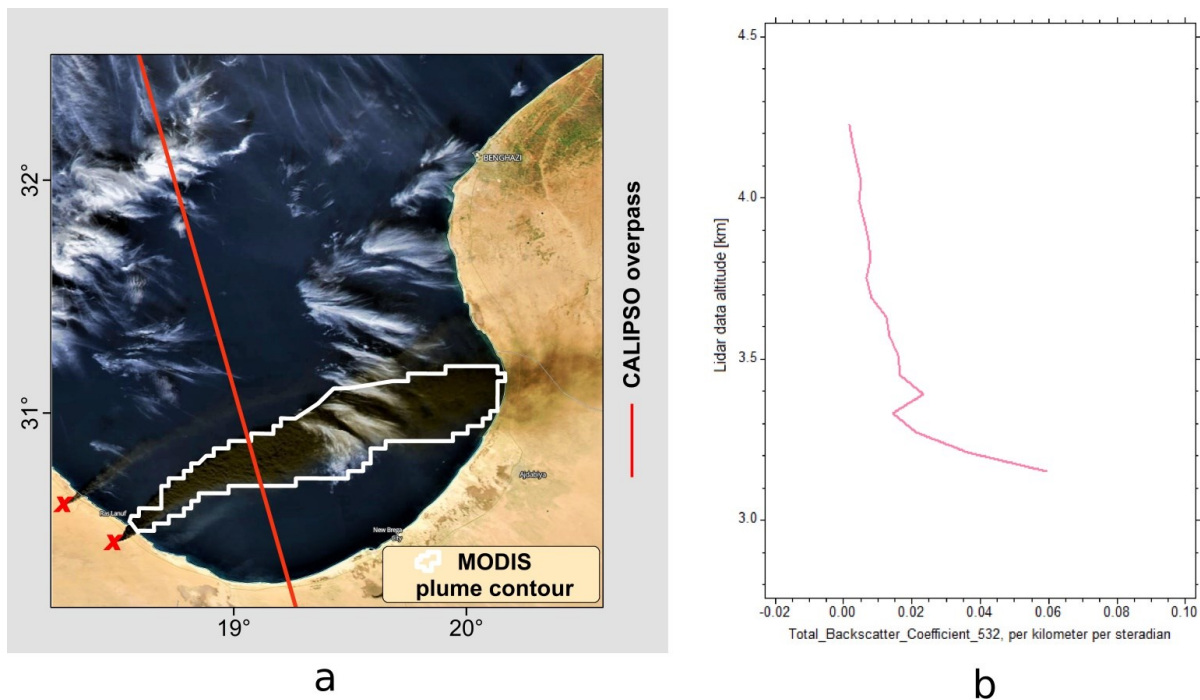 32°
31°
19°
20°
BENGHAZI
Ras Lanuf
x
x
Ajdabiya
New Brega
City
MODIS
plume contour
CALIPSO overpass
a
4.5
4.0
3.5
3.0
Lidar data altitude [km]
-0.02
0.00
0.02
0.04
0.06
0.08
0.10
Total_Backscatter_Coefficient_532, per kilometer per steradian
b